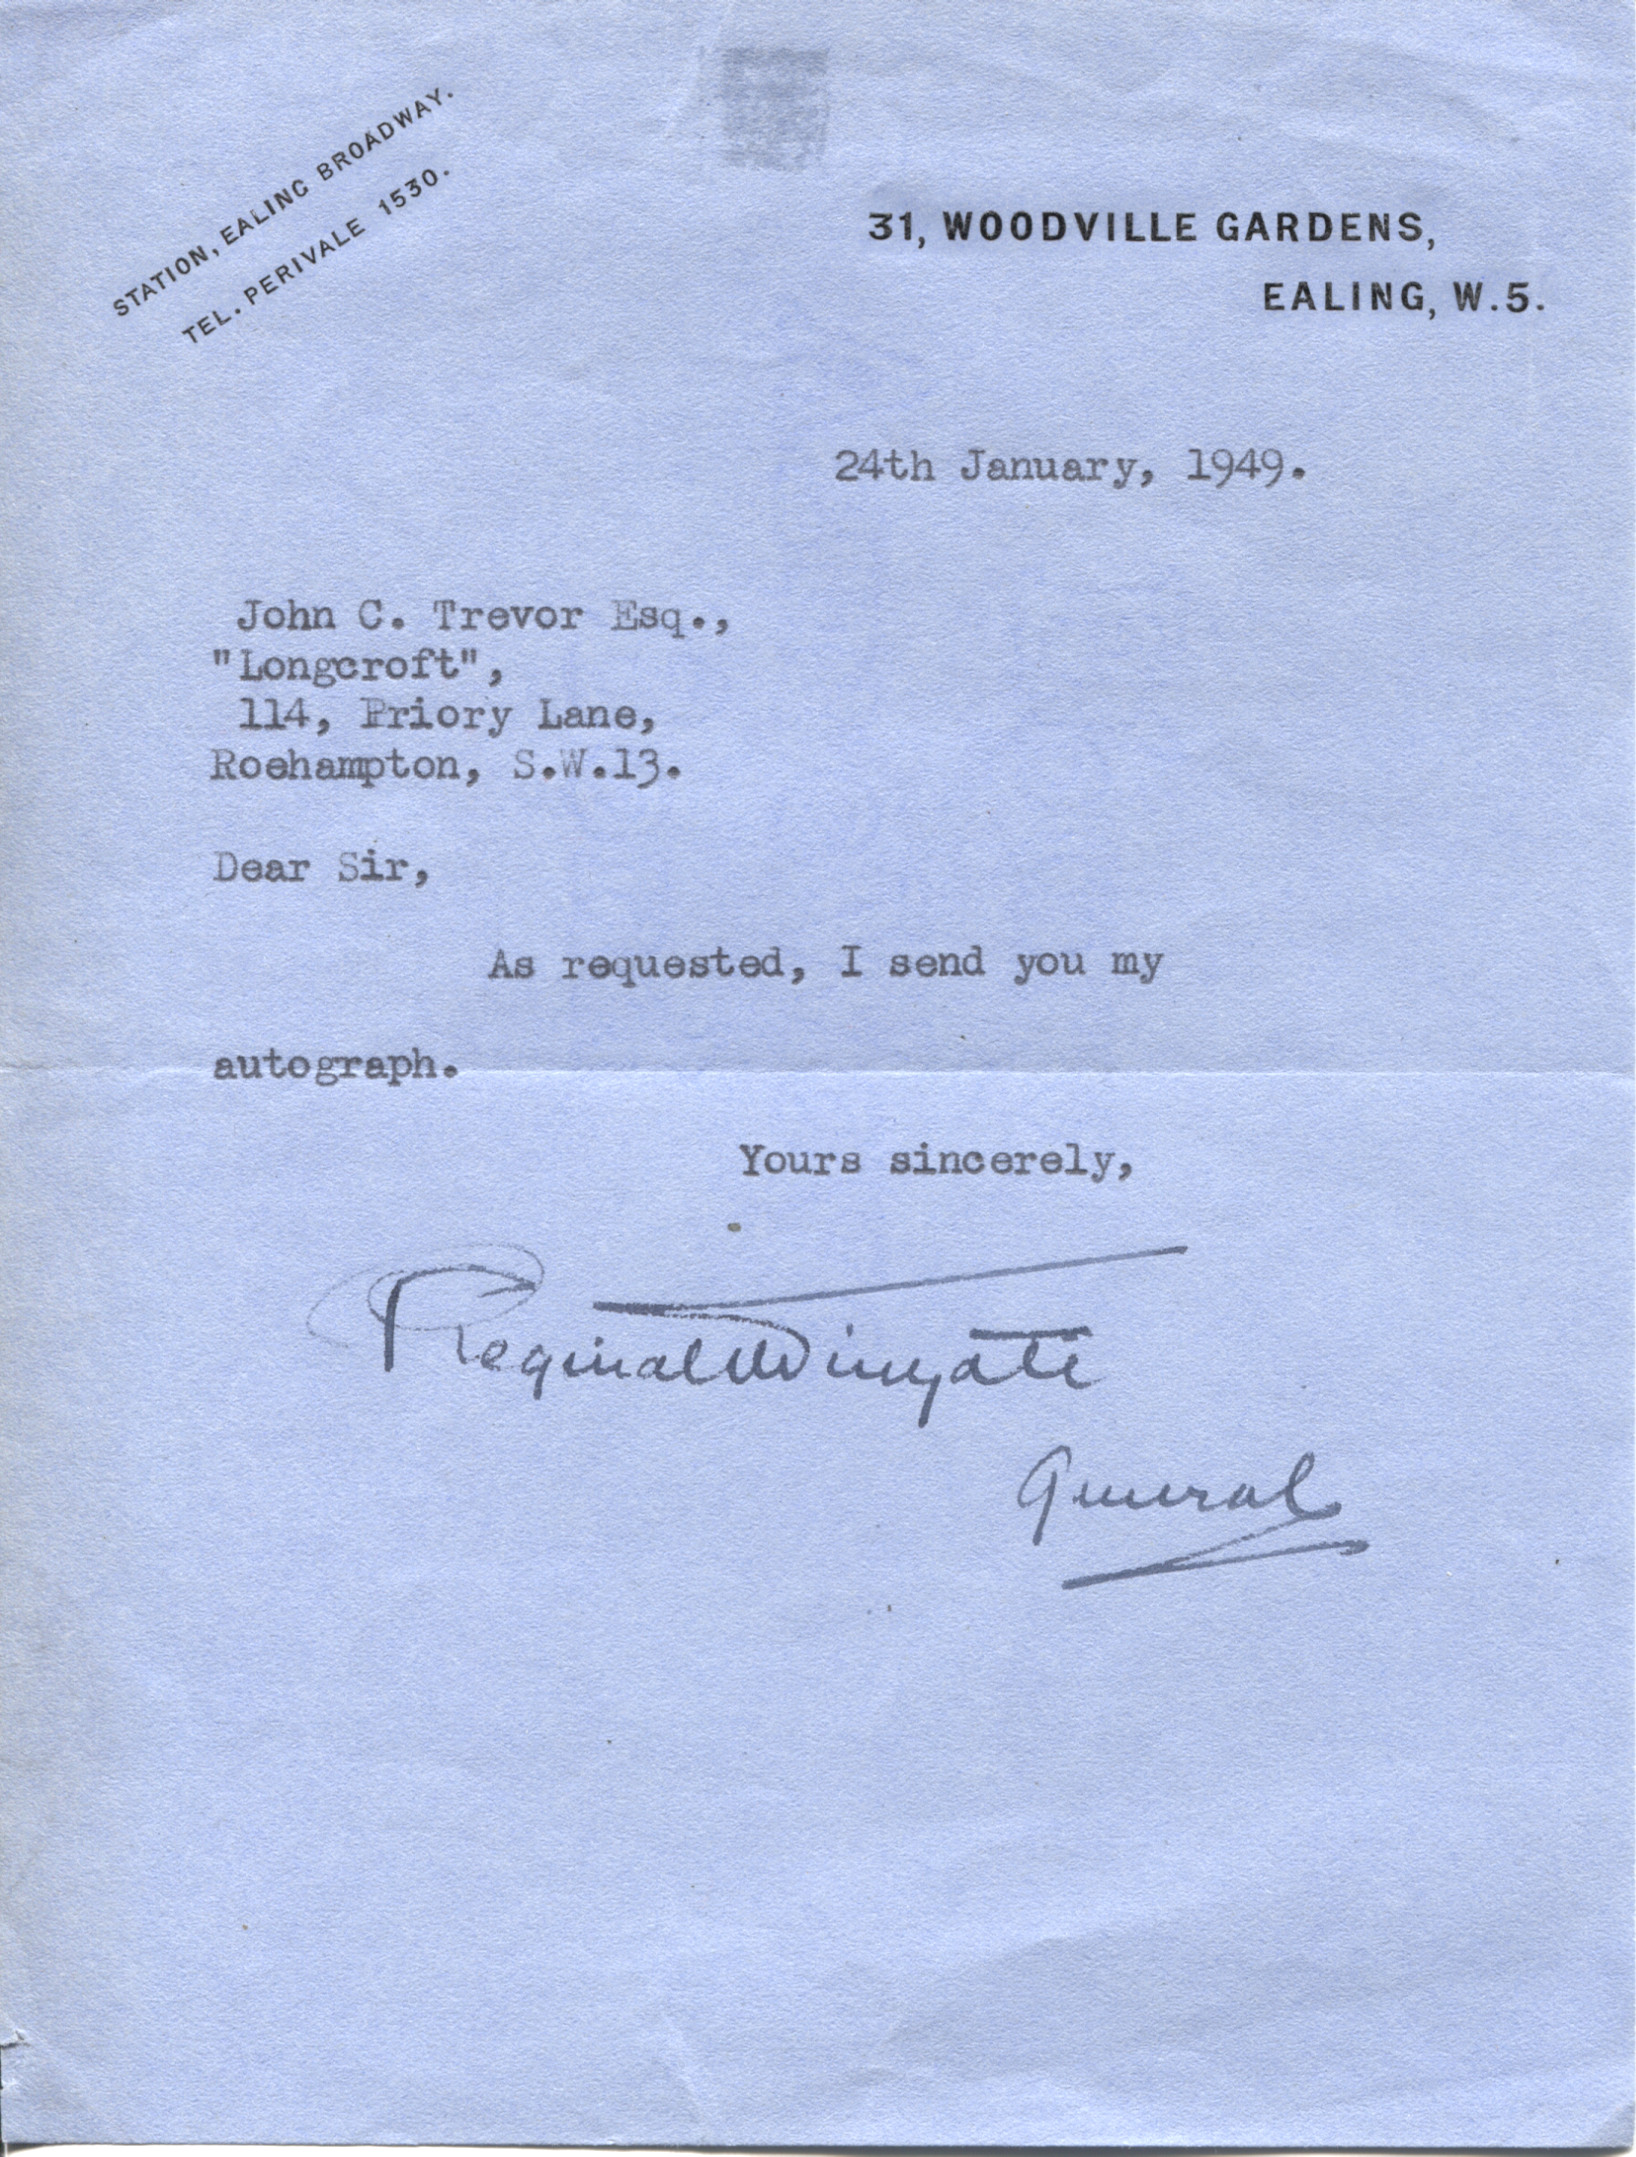 STATION, EALING BROADWAY.
TEL. PERIVALE 1530.
31, WOODVILLE GARDENS,
EALING, W.5.
24th January, 1949.
John C. Trevor Esq.,
"Longcroft",
114, Priory Lane,
Roehampton, S.W.13.
Dear Sir,
As requested, I send you my
autograph.
Yours sincerely,
Reginald Wingate
General